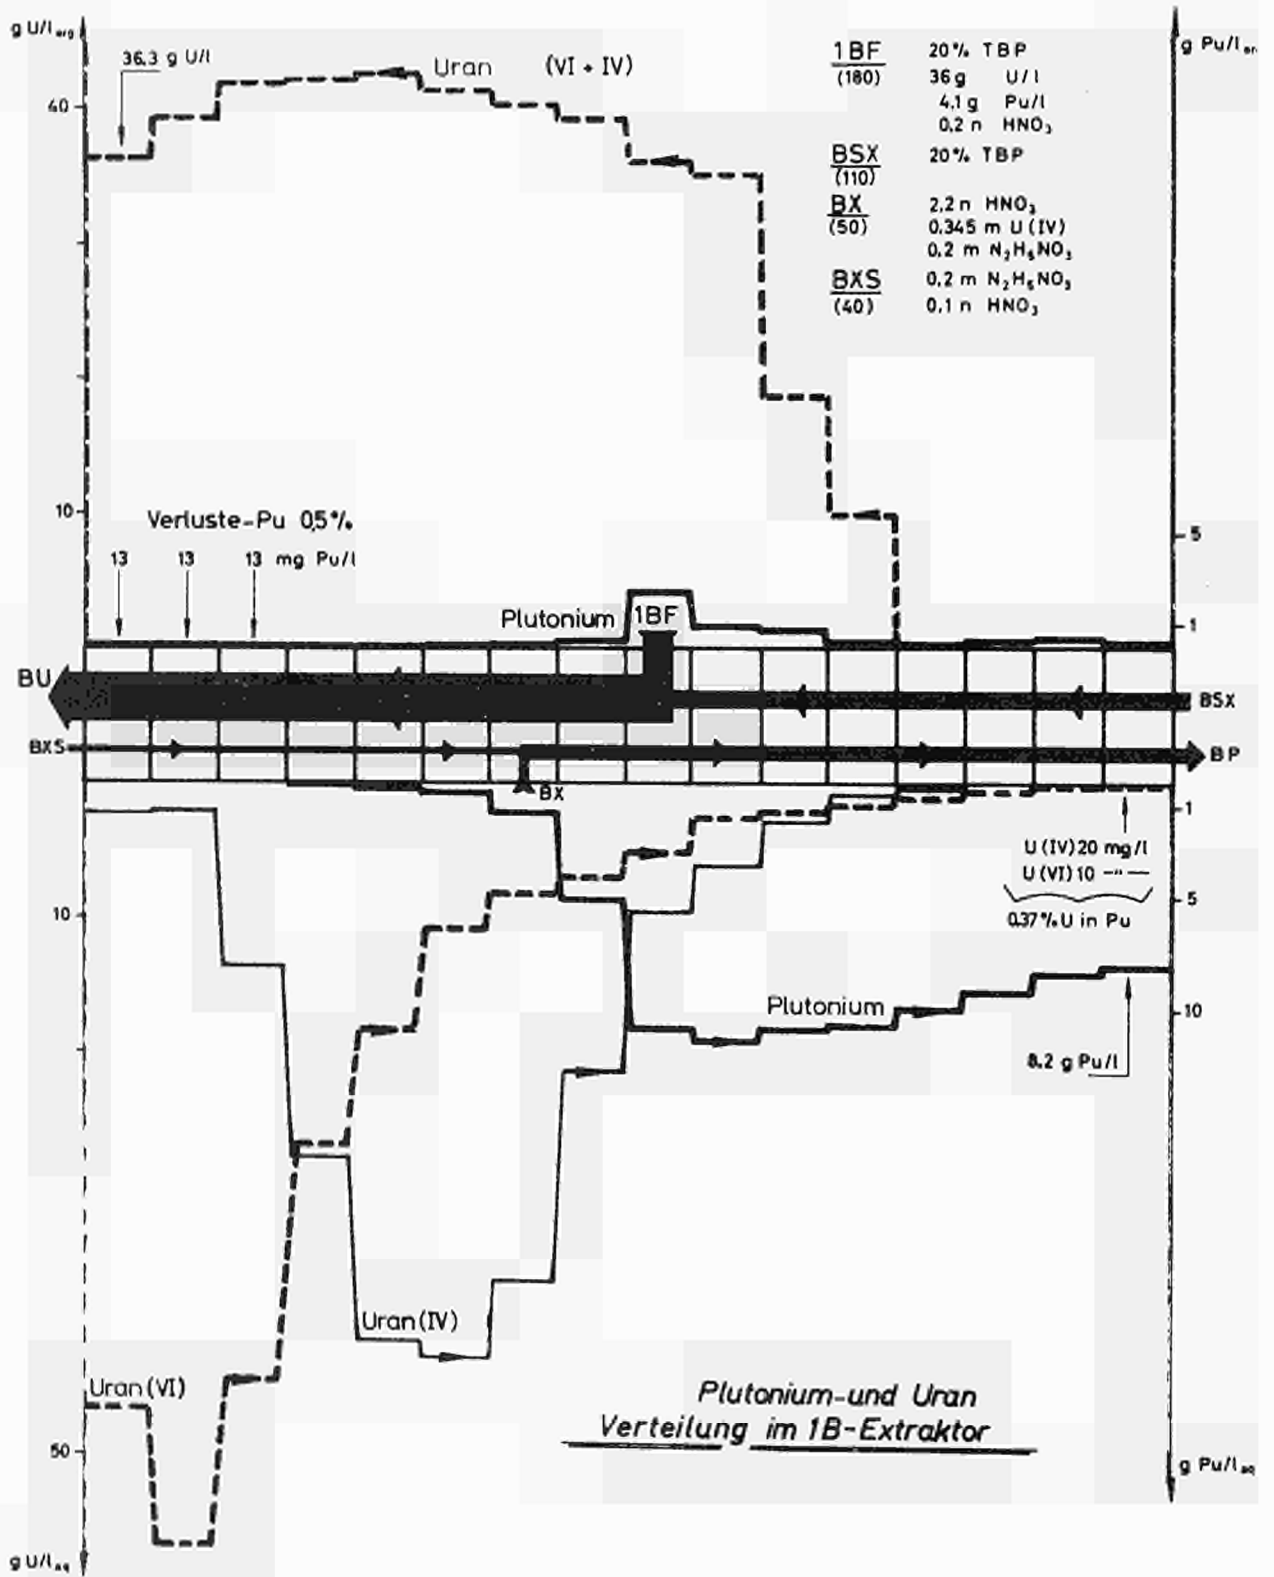 g U/l org
g Pu/l or.
36.3 g U/l
Uran (VI + IV)
40
1BF 20% TBP
(180) 36 g U/l
4.1 g Pu/l
0.2 n HNO₃
BSX 20% TBP
(110)
BX 2,2 n HNO₃
(50) 0,345 m U (IV)
0,2 m N₂H₅NO₃
BXS 0,2 m N₂H₅NO₃
(40) 0,1 n HNO₃
10
Verluste-Pu 0,5%
5
13 13 13 mg Pu/l
Plutonium 1BF
1
BU
BSX
BXS
BP
BX
1
U (IV) 20 mg/l
U (VI) 10 — " —
10
5
0.37% U in Pu
Plutonium
10
8.2 g Pu/l
Uran (IV)
Uran (VI)
Plutonium-und Uran
Verteilung im 1B-Extraktor
50
g Pu/l aq
g U/l aq